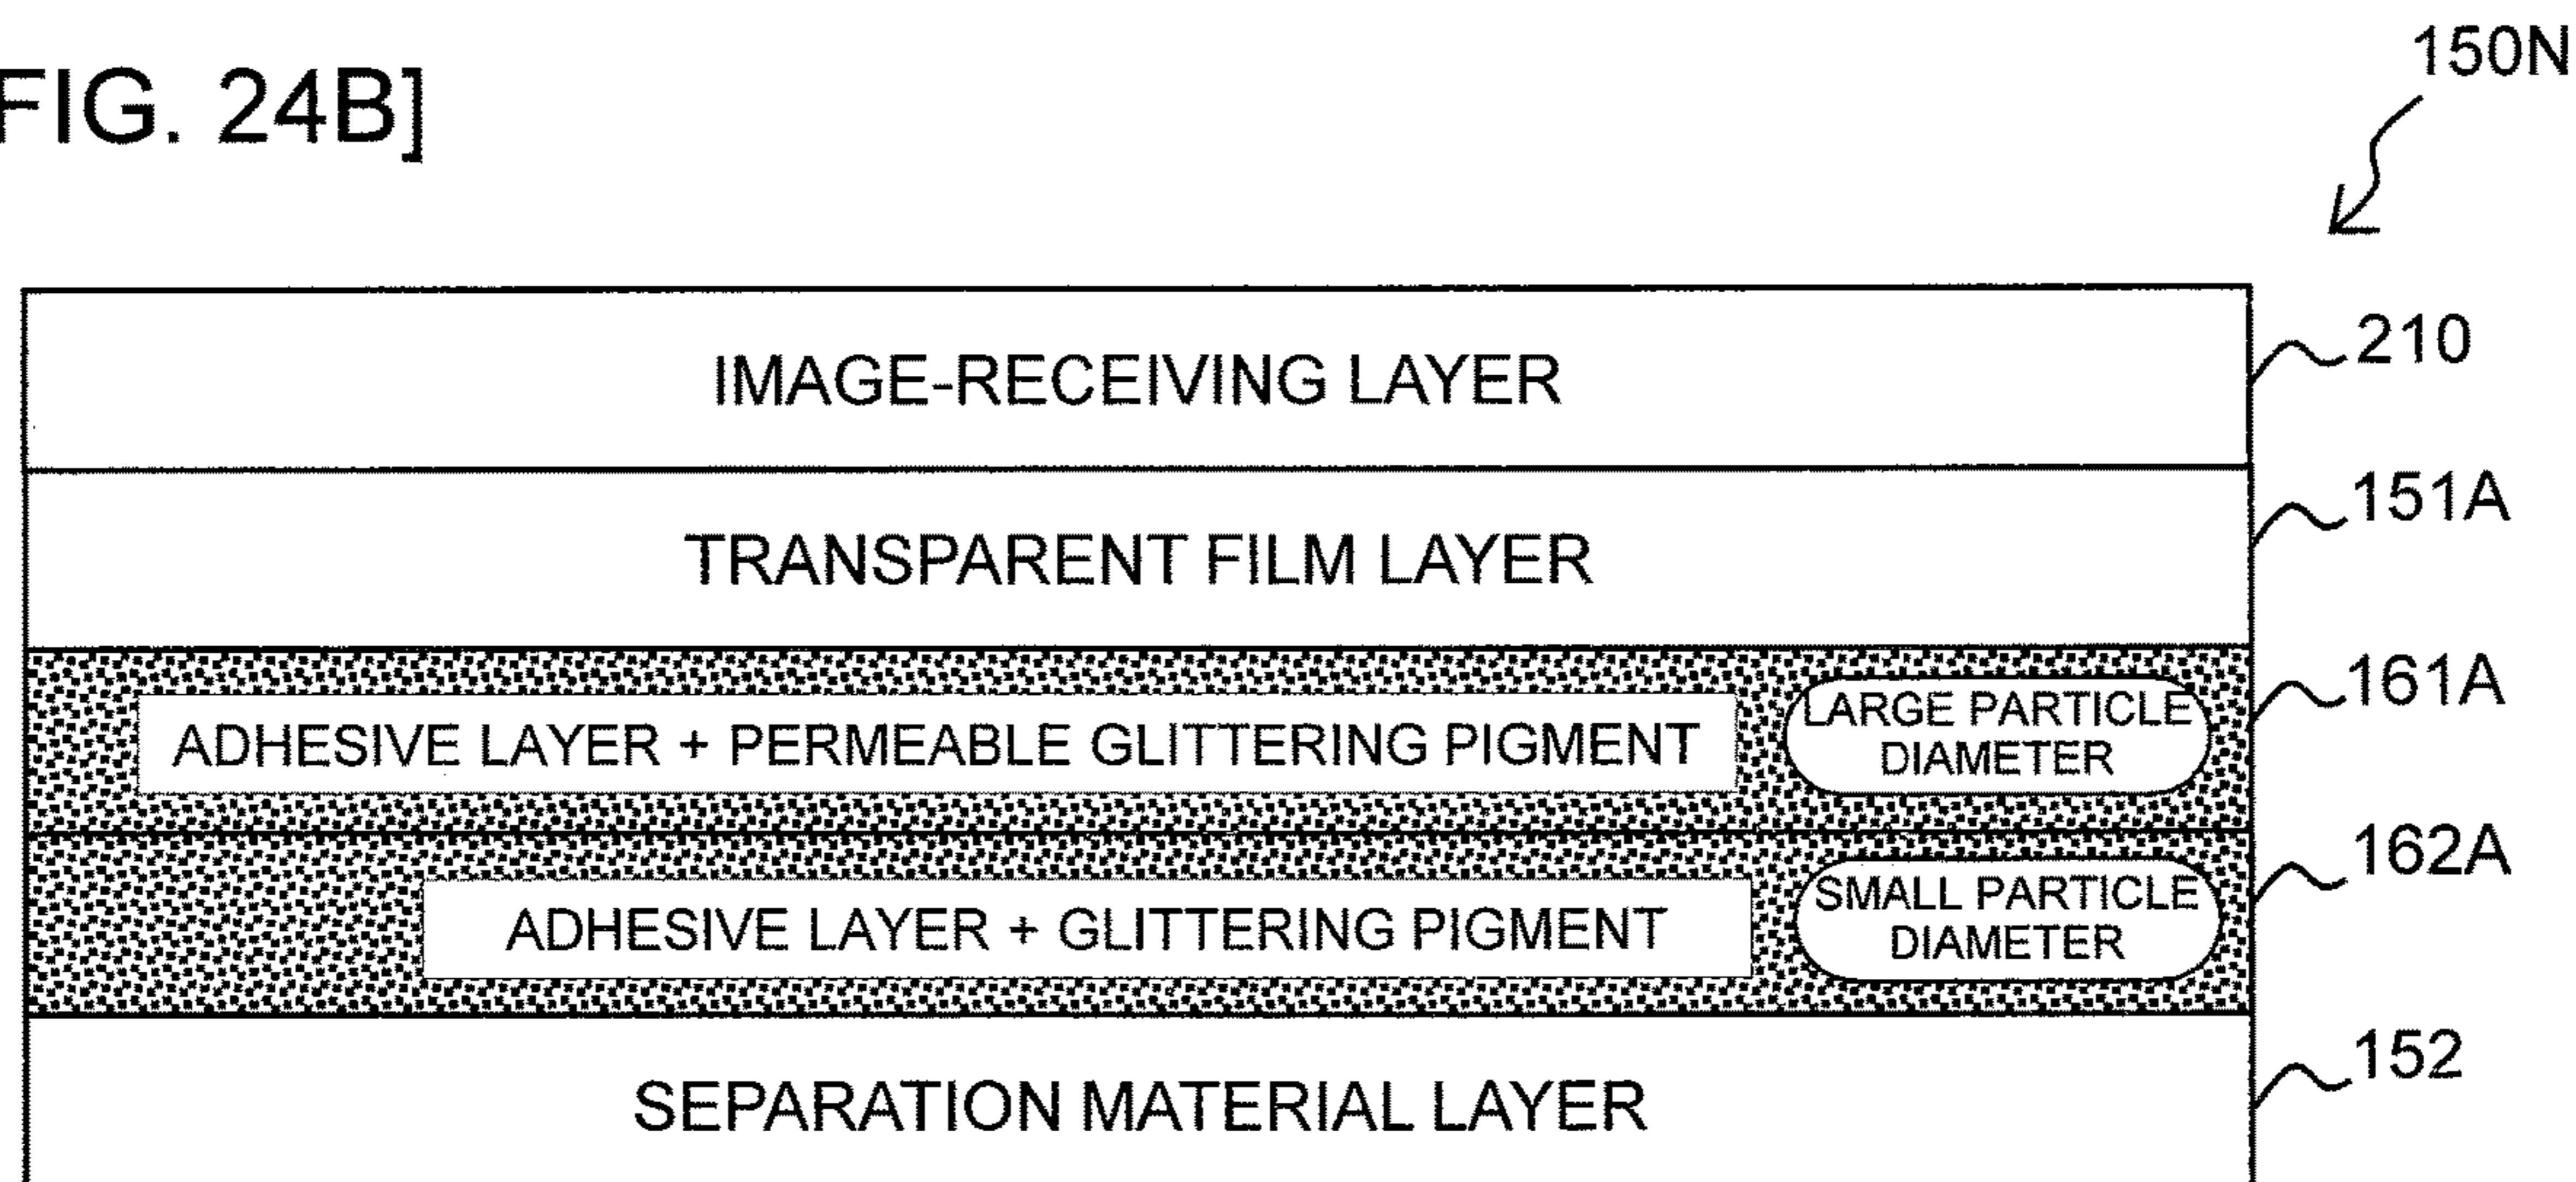 FIG. 24B]
150N
IMAGE-RECEIVING LAYER
210
TRANSPARENT FILM LAYER
151A
ADHESIVE LAYER + PERMEABLE GLITTERING PIGMENT
LARGE PARTICLE
DIAMETER
161A
ADHESIVE LAYER + GLITTERING PIGMENT
SMALL PARTICLE
DIAMETER
162A
SEPARATION MATERIAL LAYER
152